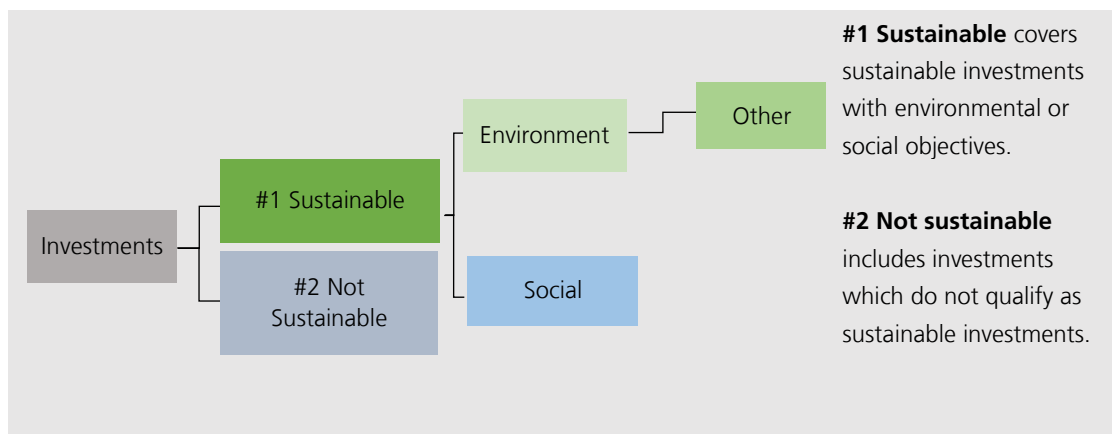 Investments
#1 Sustainable
#2 Not
Sustainable
Environment
Social
Other
#1 Sustainable covers
sustainable investments
with environmental or
social objectives.
#2 Not sustainable
includes investments
which do not qualify as
sustainable investments.